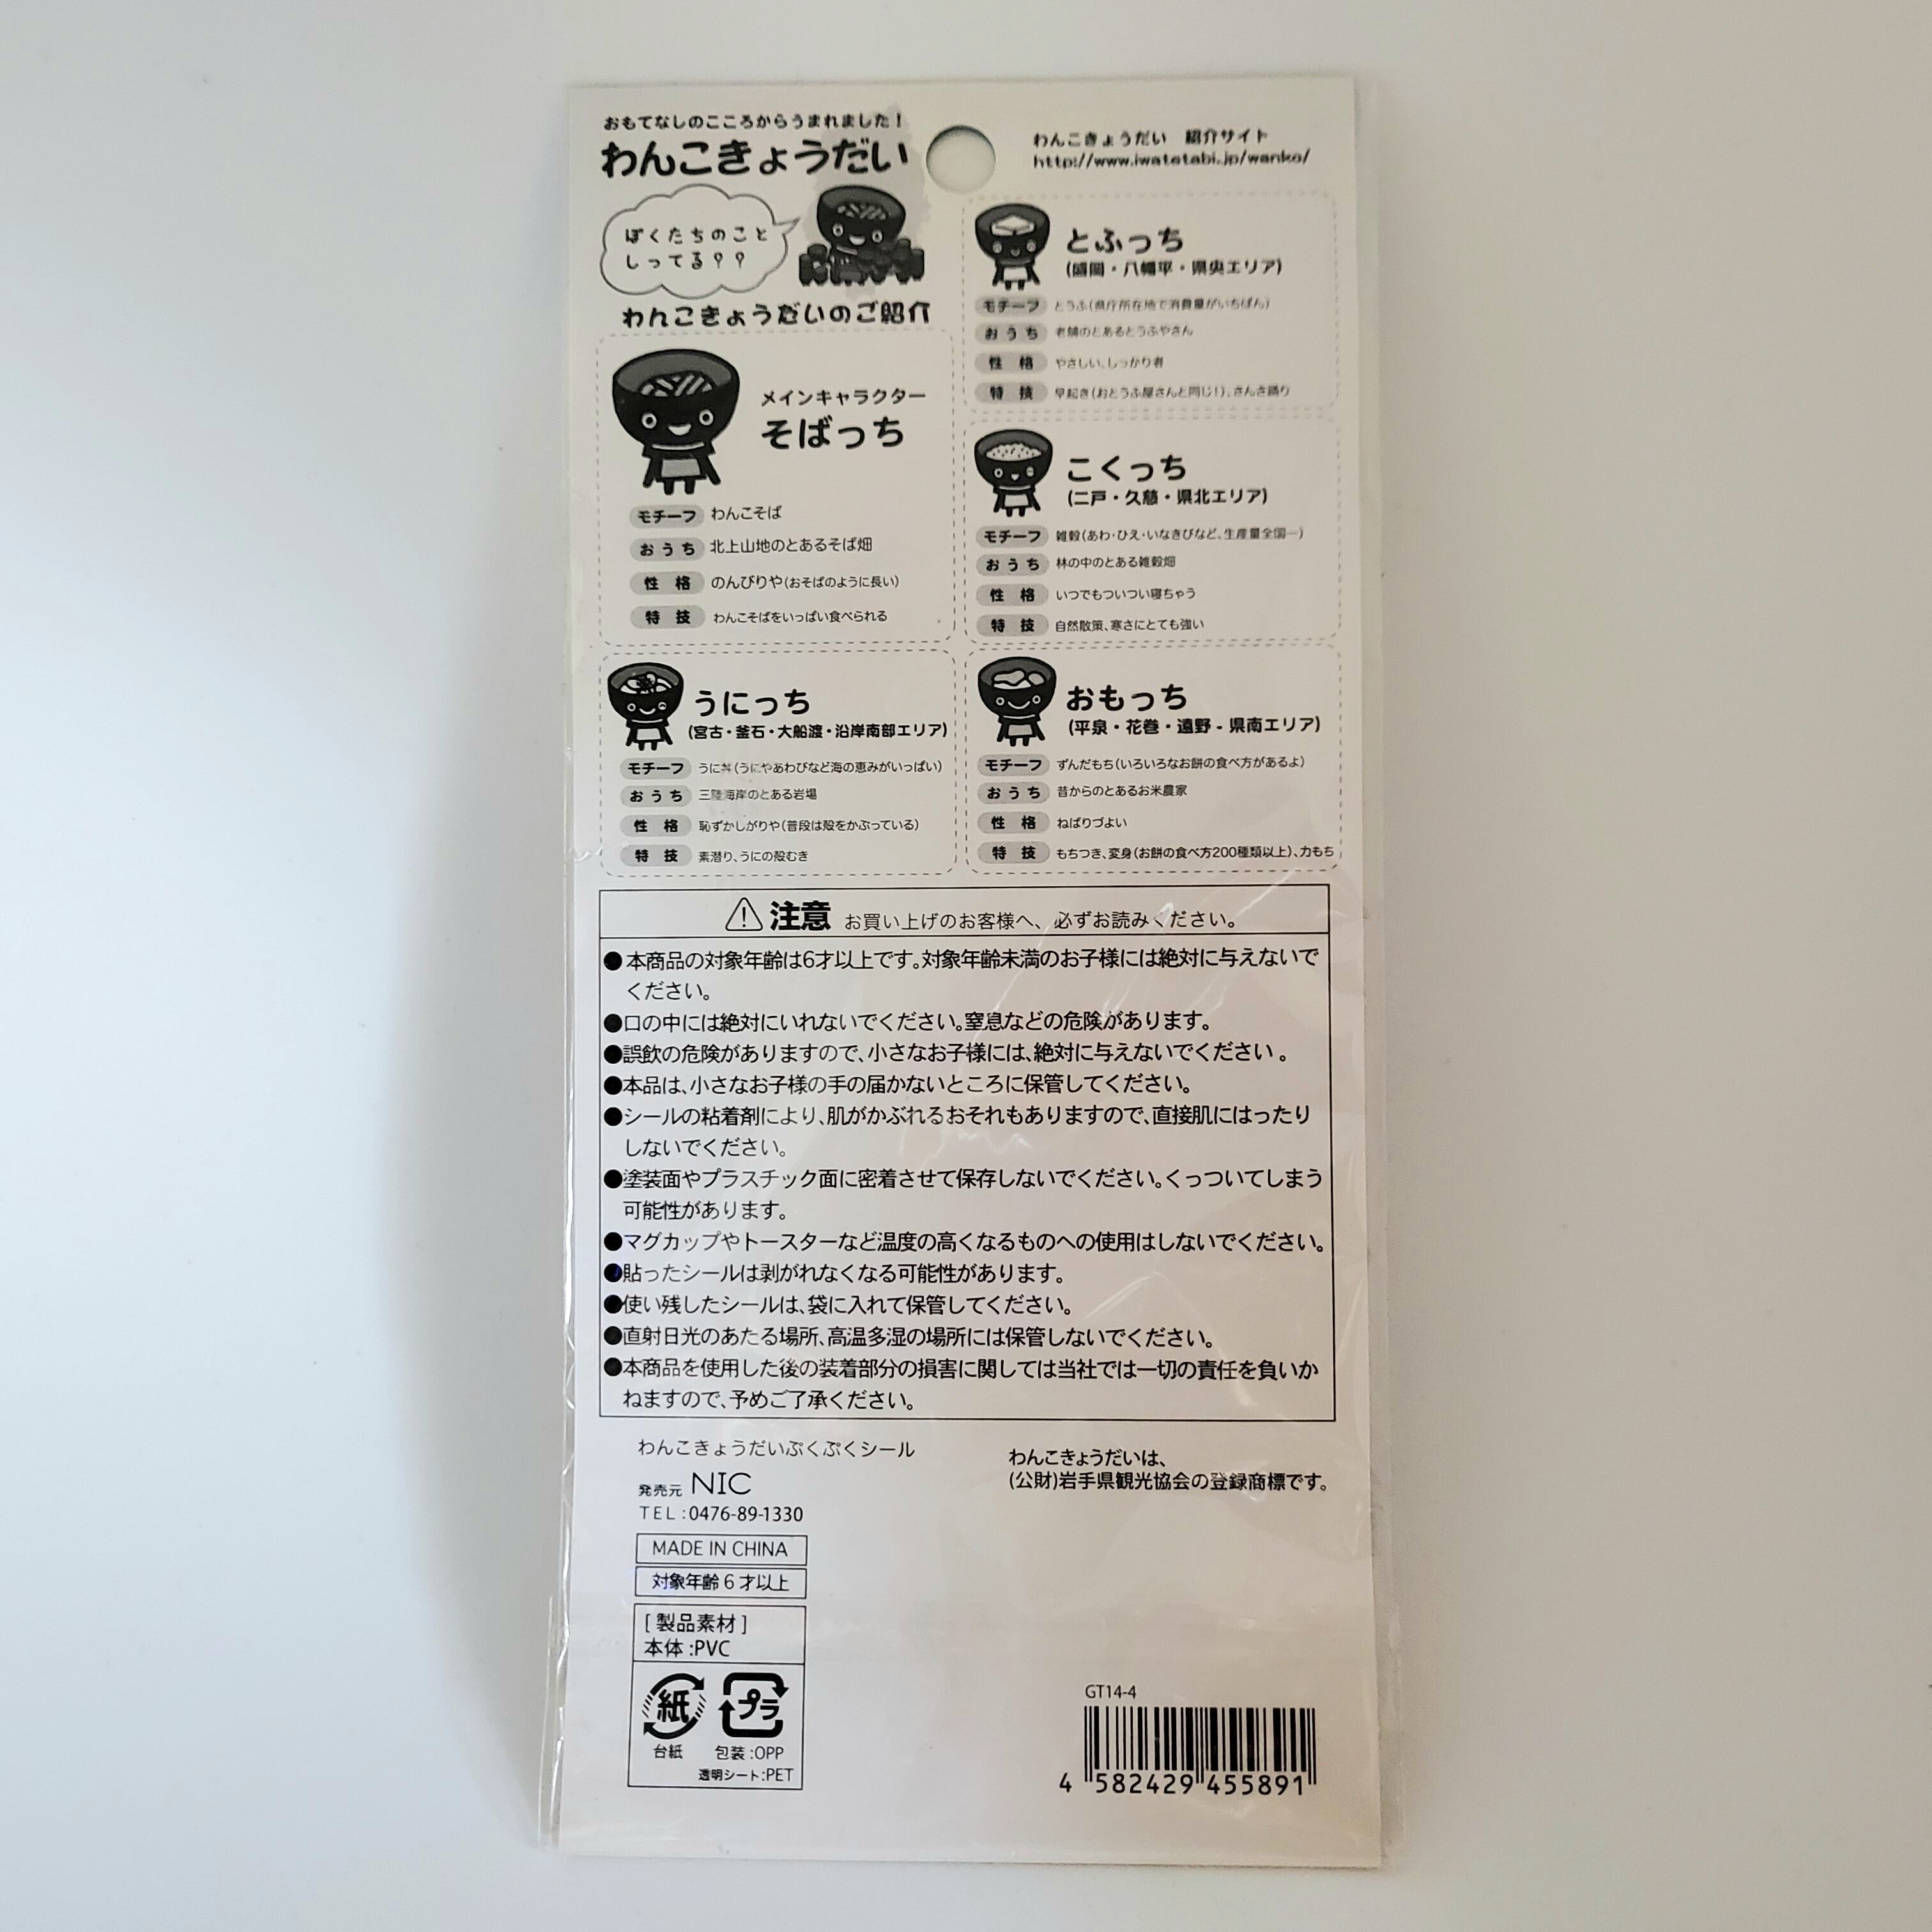 おもてなしのこころからうまれました!
わんこきょうだい
わんこきょうだい 紹介サイト
http://www.iwatetabi.jp/wanko/
ぼくたちのこと
しってる??
わんこきょうだいのご紹介
メインキャラクター
そばっち
モチーフ わんこそば
おうち 北上山地のとあるそば畑
性格 のんびりや(おそばのように長い)
特技 わんこそばをいっぱい食べられる
とふっち
(盛岡・八幡平・県央エリア)
モチーフ とうふ(県庁所在地で消費量がいちばん)
おうち 老舗のとあるとうふやさん
性格 やさしい、しっかり者
特技 早起き(おとうふ屋さんと同じ!)、さんさ踊り
こくっち
(二戸・久慈・県北エリア)
モチーフ 雑穀(あわ・ひえ・いなきびなど、生産量全国一)
おうち 林の中のとある雑穀畑
性格 いつでもついつい寝ちゃう
特技 自然散策、寒さにとても強い
うにっち
(宮古・釜石・大船渡・沿岸南部エリア)
モチーフ うに丼(うにやあわびなど海の恵みがいっぱい)
おうち 三陸海岸のとある岩場
性格 恥ずかしがりや(普段は殻をかぶっている)
特技 素潜り、うにの殻むき
おもっち
(平泉・花巻・遠野-県南エリア)
モチーフ ずんだもち(いろいろなお餅の食べ方があるよ)
おうち 昔からのとあるお米農家
性格 ねばりづよい
特技 もちつき、変身(お餅の食べ方200種類以上)、力もち
注意 お買い上げのお客様へ、必ずお読みください。
●本商品の対象年齢は6才以上です。対象年齢未満のお子様には絶対に与えないで
ください。
●口の中には絶対にいれないでください。窒息などの危険があります。
●誤飲の危険がありますので、小さなお子様には、絶対に与えないでください。
●本品は、小さなお子様の手の届かないところに保管してください。
●シールの粘着剤により、肌がかぶれるおそれもありますので、直接肌にはったり
しないでください。
●塗装面やプラスチック面に密着させて保存しないでください。くっついてしまう
可能性があります。
●マグカップやトースターなど温度の高くなるものへの使用はしないでください。
●貼ったシールは剥がれなくなる可能性があります。
●使い残したシールは、袋に入れて保管してください。
●直射日光のあたる場所、高温多湿の場所には保管しないでください。
●本商品を使用した後の装着部分の損害に関しては当社では一切の責任を負いか
ねますので、予めご了承ください。
わんこきょうだいぷくぷくシール
発売元 NIC
TEL:0476-89-1330
わんこきょうだいは、
(公財)岩手県観光協会の登録商標です。
MADE IN CHINA
対象年齢6才以上
[製品素材]
本体:PVC
紙 プラ
台紙 包装:OPP
透明シート:PET
GT14-4
4 582429 455891